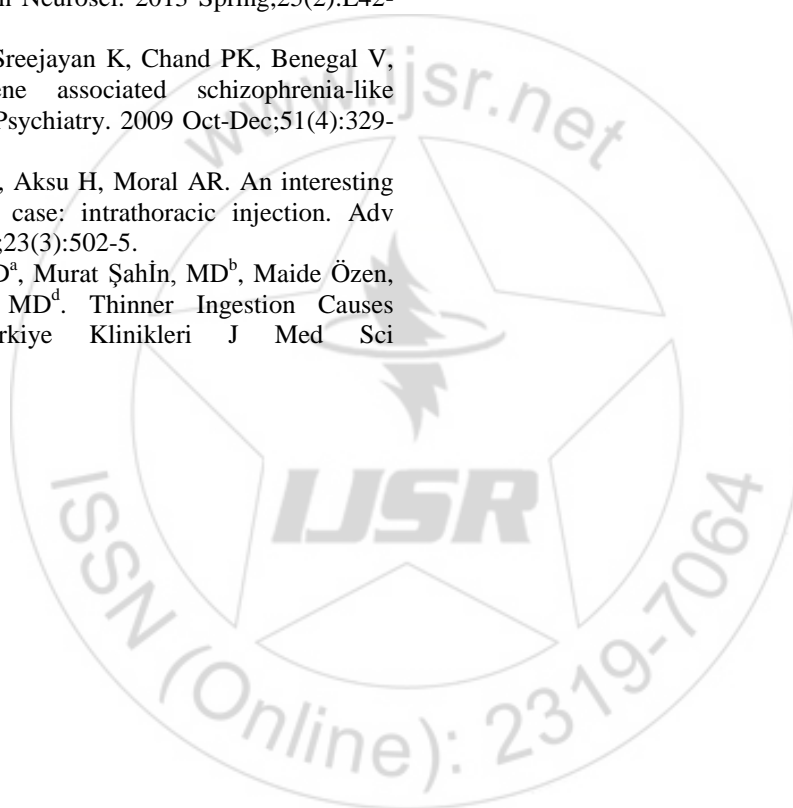 Neurosci. 2013 Spring;25(2):E42-
Sreejayan K, Chand PK, Benegal V,
associated schizophrenia-like
Psychiatry. 2009 Oct-Dec;51(4):329-
, Aksu H, Moral AR. An interesting
case: intrathoracic injection. Adv
;23(3):502-5.
Dᵃ, Murat Şahİn, MDᵇ, Maide Özen,
MDᵈ. Thinner Ingestion Causes
Klinikleri J Med Sci
www.ijsr.net
IJSR
ISSN (Online): 2319-7064